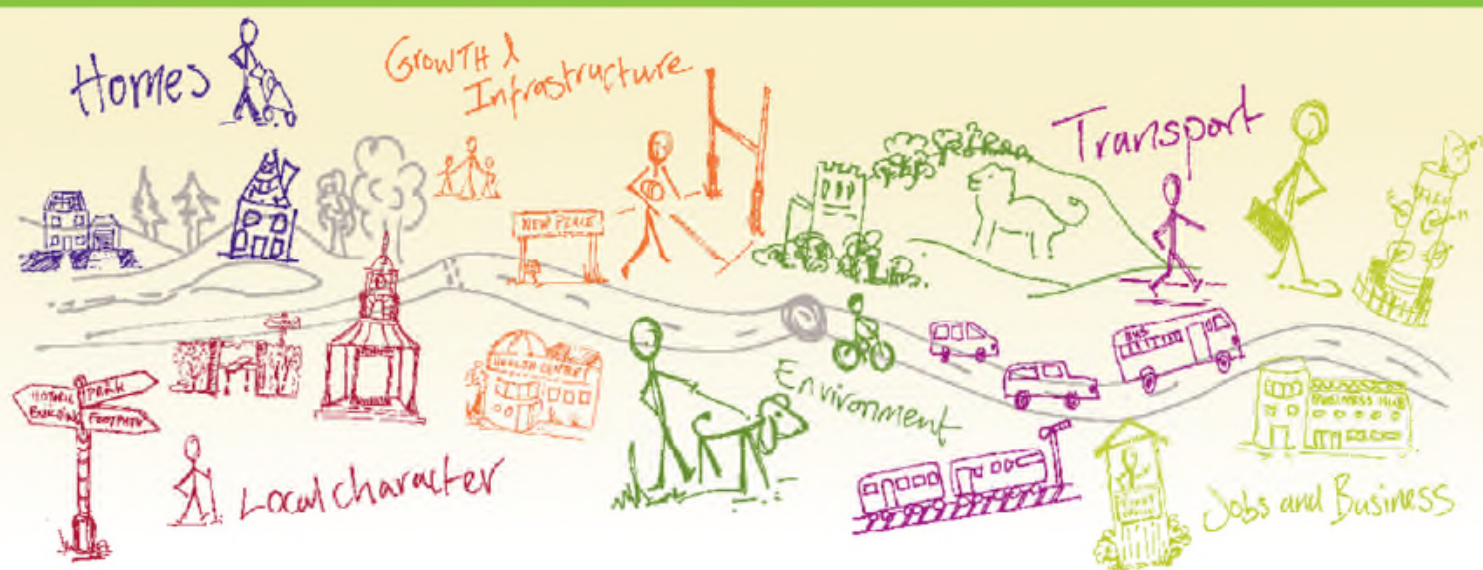 Homes
Growth &
Infrastructure
Transport
NEW PLACE
HEALTH CENTRE
BUS
Environment
HISTORIC
BUILDING
PARK
FOOTPATH
Local character
BUSINESS HUB
Jobs and Business